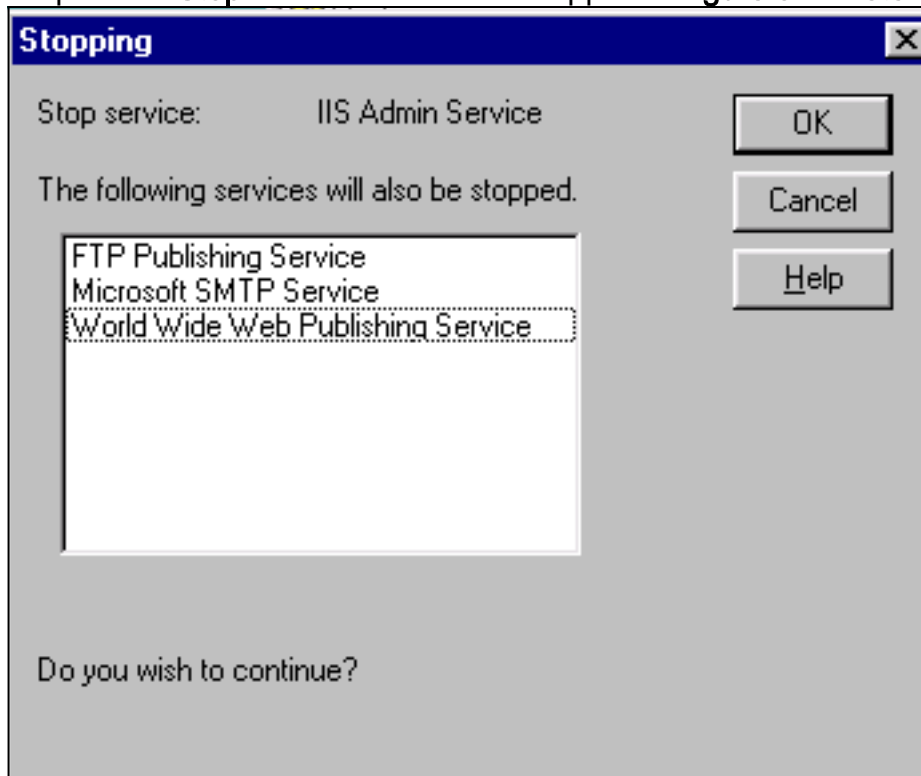 Stopping
Stop service: IIS Admin Service
OK
The following services will also be stopped.
Cancel
FTP Publishing Service
Microsoft SMTP Service
World Wide Web Publishing Service
Help
Do you wish to continue?